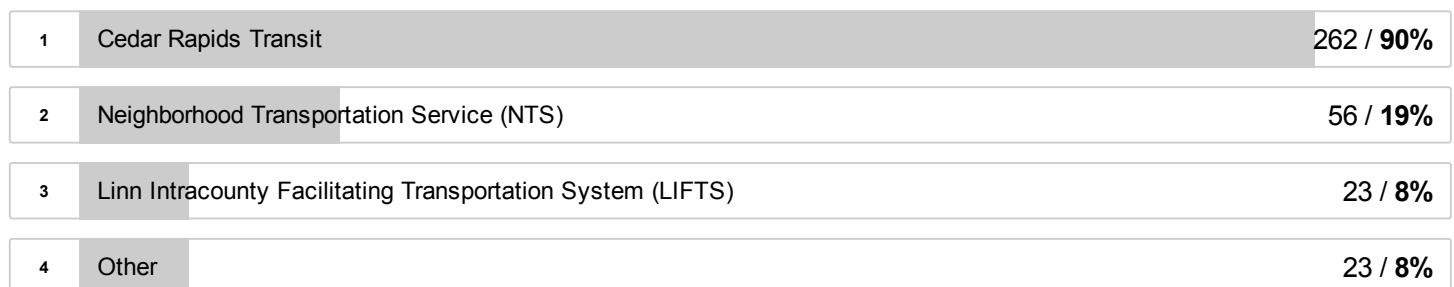 1 Cedar Rapids Transit 262 / 90%
2 Neighborhood Transportation Service (NTS) 56 / 19%
3 Linn Intracounty Facilitating Transportation System (LIFTS) 23 / 8%
4 Other 23 / 8%